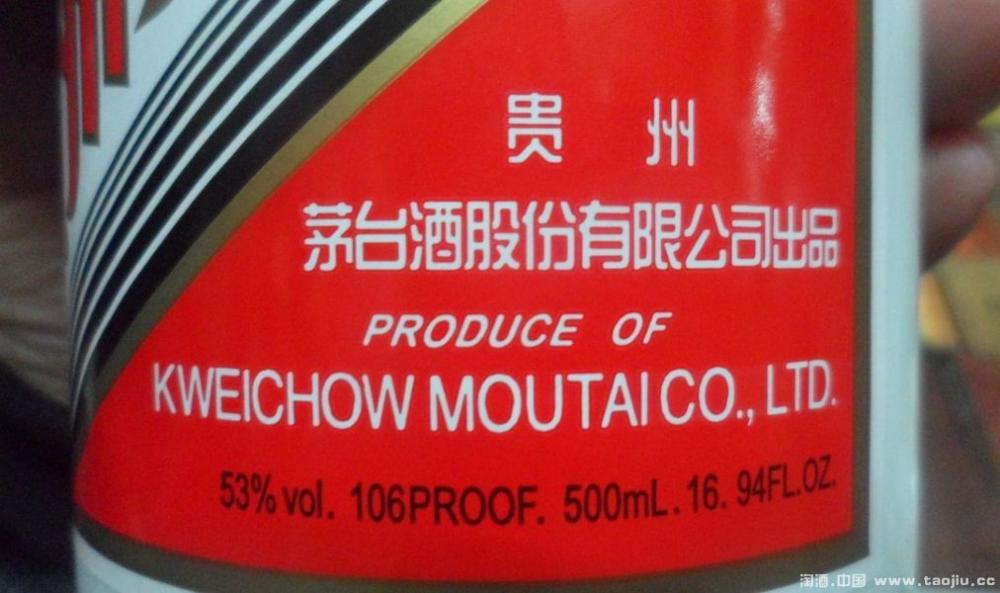 贵州
茅台酒股份有限公司出品
PRODUCE OF
KWEICHOW MOUTAI CO., LTD.
53% vol. 106PROOF. 500mL. 16. 94FL.OZ.
淘酒.中国 www.taojiu.cc